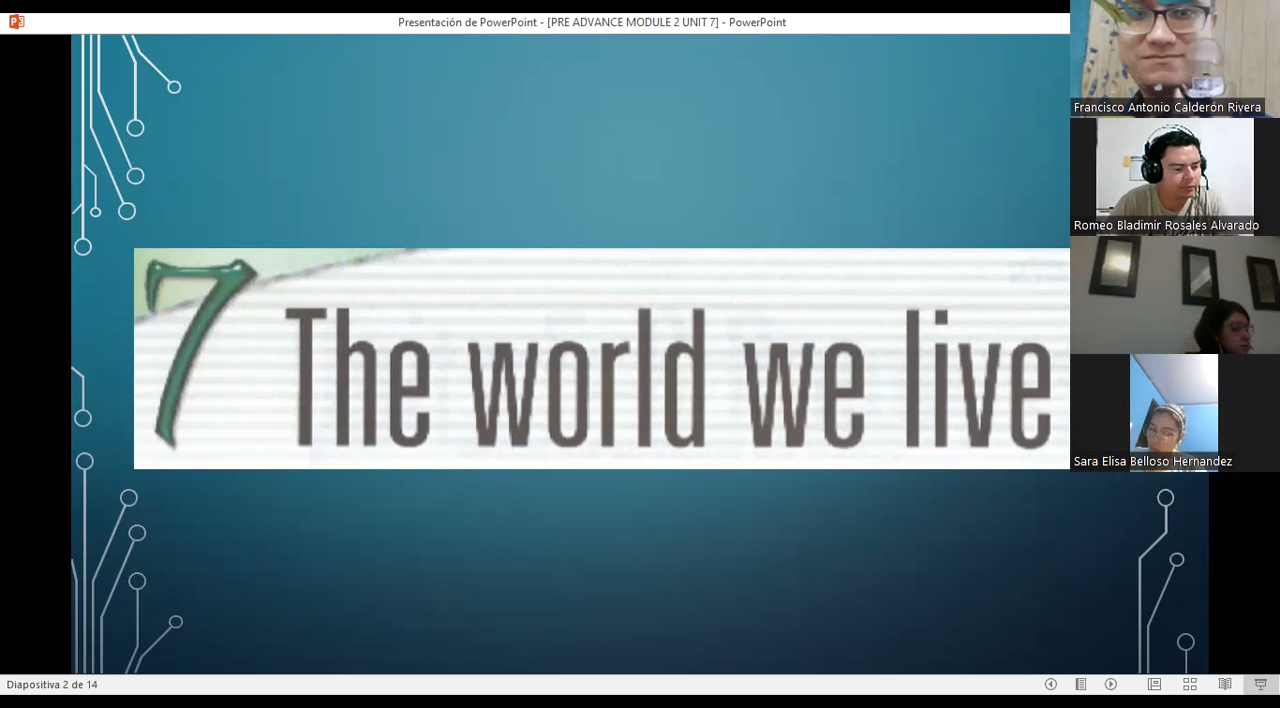 Presentación de PowerPoint - [PRE ADVANCE MODULE 2 UNIT 7] - PowerPoint
Francisco Antonio Calderón Rivera
Romeo Bladimir Rosales Alvarado
7 The world we live
Sara Elisa Belloso Hernandez
Diapositiva 2 de 14